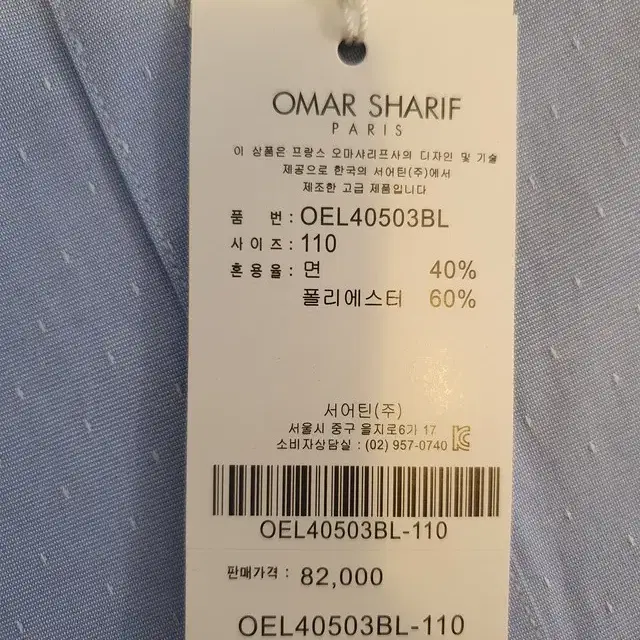 OMAR SHARIF
PARIS
이 상품은 프랑스 오마샤리프사의 디자인 및 기술
제공으로 한국의 서어틴(주)에서
제조한 고급 제품입니다
품 번 : OEL40503BL
사이즈 : 110
혼용율 : 면 40%
폴리에스터 60%
서어틴(주)
서울시 중구 을지로6가 17
소비자상담실 : (02) 957-0740
OEL40503BL-110
판매가격 : 82,000
OEL40503BL-110